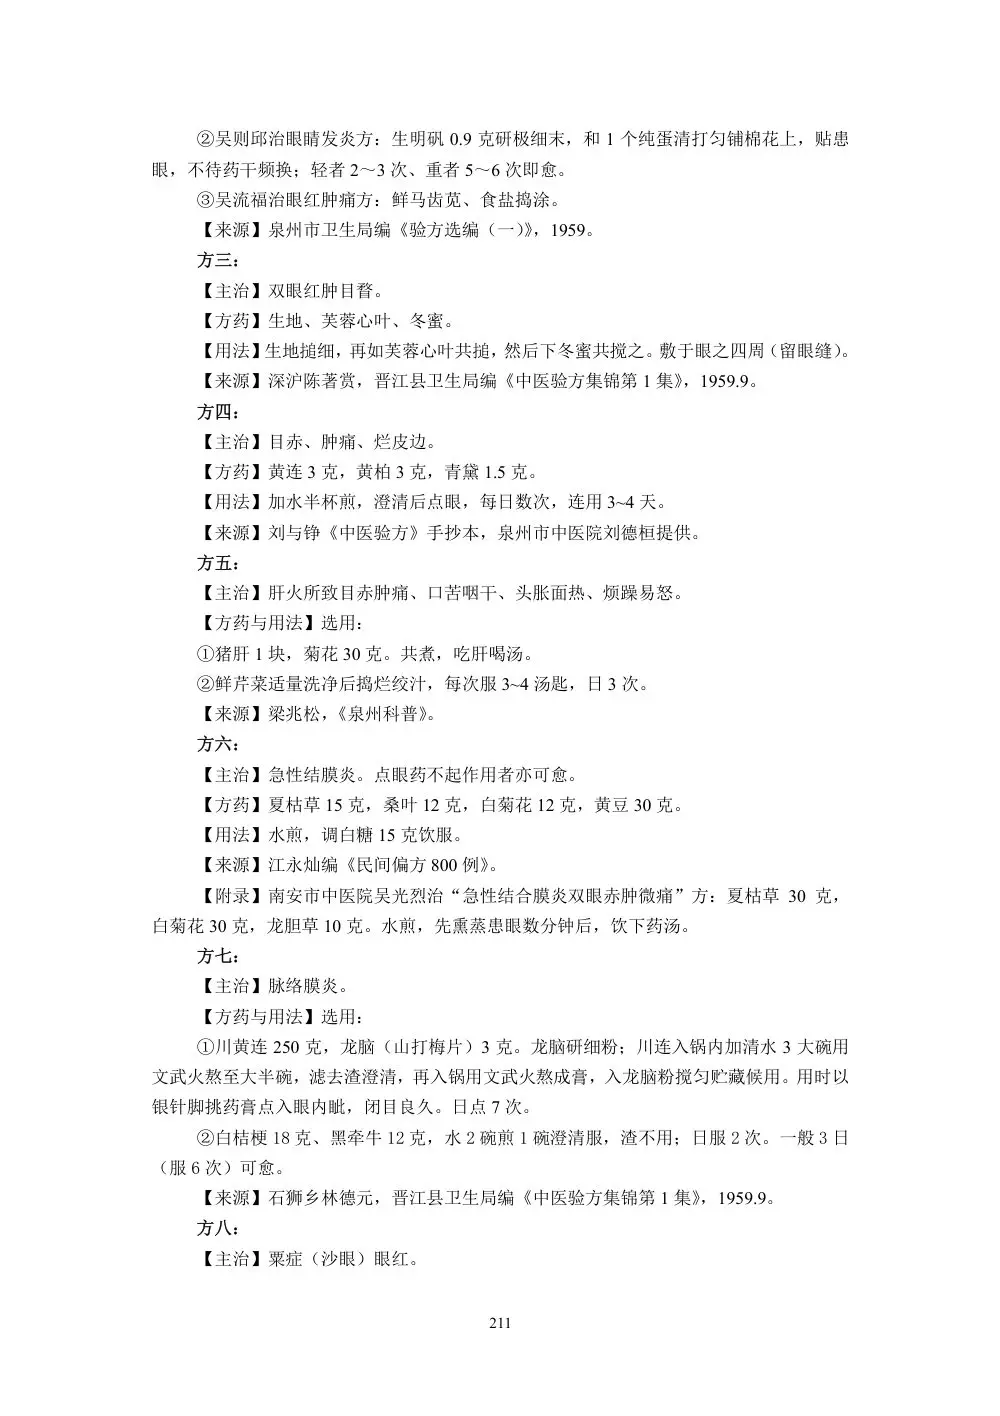 ②吴则邱治眼睛发炎方：生明矾 0.9 克研极细末，和 1 个纯蛋清打匀铺棉花上，贴患
眼，不待药干频换；轻者 2～3 次、重者 5～6 次即愈。
③吴流福治眼红肿痛方：鲜马齿苋、食盐捣涂。
【来源】泉州市卫生局编《验方选编（一）》，1959。
方三：
【主治】双眼红肿目瞀。
【方药】生地、芙蓉心叶、冬蜜。
【用法】生地搥细，再如芙蓉心叶共搥，然后下冬蜜共搅之。敷于眼之四周（留眼缝）。
【来源】深沪陈著赏，晋江县卫生局编《中医验方集锦第 1 集》，1959.9。
方四：
【主治】目赤、肿痛、烂皮边。
【方药】黄连 3 克，黄柏 3 克，青黛 1.5 克。
【用法】加水半杯煎，澄清后点眼，每日数次，连用 3~4 天。
【来源】刘与铮《中医验方》手抄本，泉州市中医院刘德桓提供。
方五：
【主治】肝火所致目赤肿痛、口苦咽干、头胀面热、烦躁易怒。
【方药与用法】选用：
①猪肝 1 块，菊花 30 克。共煮，吃肝喝汤。
②鲜芹菜适量洗净后捣烂绞汁，每次服 3~4 汤匙，日 3 次。
【来源】梁兆松，《泉州科普》。
方六：
【主治】急性结膜炎。点眼药不起作用者亦可愈。
【方药】夏枯草 15 克，桑叶 12 克，白菊花 12 克，黄豆 30 克。
【用法】水煎，调白糖 15 克饮服。
【来源】江永灿编《民间偏方 800 例》。
【附录】南安市中医院吴光烈治“急性结合膜炎双眼赤肿微痛”方：夏枯草 30 克，
白菊花 30 克，龙胆草 10 克。水煎，先熏蒸患眼数分钟后，饮下药汤。
方七：
【主治】脉络膜炎。
【方药与用法】选用：
①川黄连 250 克，龙脑（山打梅片）3 克。龙脑研细粉；川连入锅内加清水 3 大碗用
文武火熬至大半碗，滤去渣澄清，再入锅用文武火熬成膏，入龙脑粉搅匀贮藏候用。用时以
银针脚挑药膏点入眼内眦，闭目良久。日点 7 次。
②白桔梗 18 克、黑牵牛 12 克，水 2 碗煎 1 碗澄清服，渣不用；日服 2 次。一般 3 日
（服 6 次）可愈。
【来源】石狮乡林德元，晋江县卫生局编《中医验方集锦第 1 集》，1959.9。
方八：
【主治】粟症（沙眼）眼红。
211